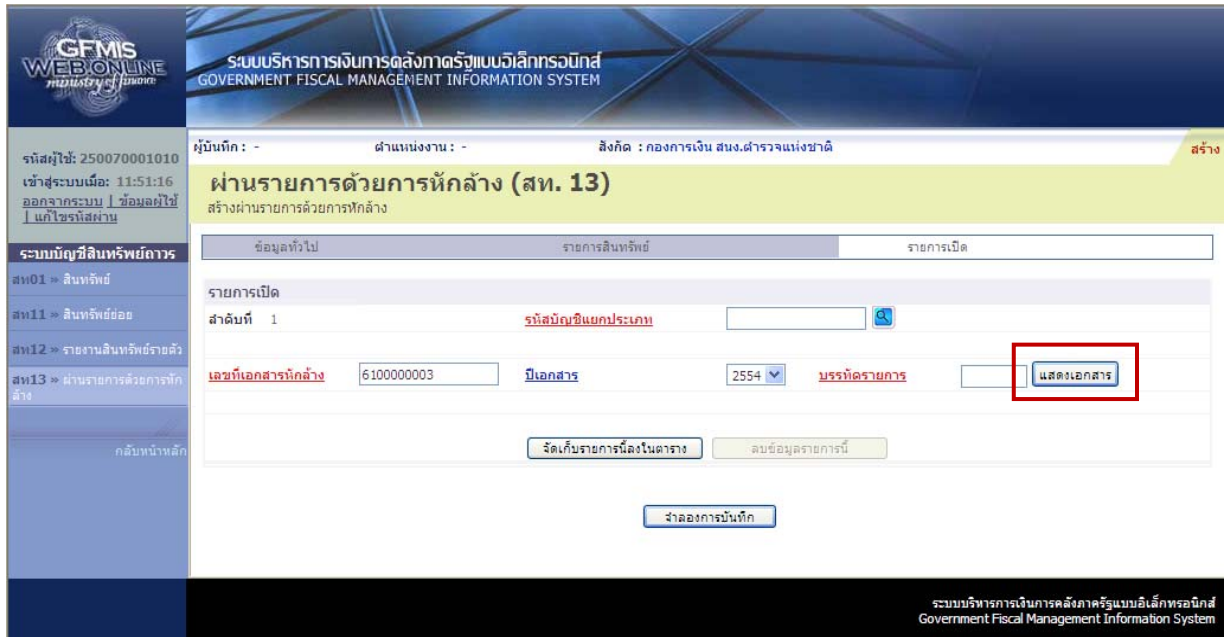 GFMIS
WEB ONLINE
ministry of finance
ระบบบริหารการเงินการคลังภาครัฐแบบอิเล็กทรอนิกส์
GOVERNMENT FISCAL MANAGEMENT INFORMATION SYSTEM
รหัสผู้ใช้: 250070001010
เข้าสู่ระบบเมื่อ: 11:51:16
ออกจากระบบ | ข้อมูลผู้ใช้
| แก้ไขรหัสผ่าน
ผู้บันทึก : - ตำแหน่งงาน : - สังกัด : กองการเงิน สนง.ตำรวจแห่งชาติ
สร้าง
ผ่านรายการด้วยการหักล้าง (สท. 13)
สร้างผ่านรายการด้วยการหักล้าง
ระบบบัญชีสินทรัพย์ถาวร
สท01 » สินทรัพย์
สท11 » สินทรัพย์ย่อย
สท12 » รายงานสินทรัพย์รายตัว
สท13 » ผ่านรายการด้วยการหัก
ล้าง
กลับหน้าหลัก
ข้อมูลทั่วไป รายการสินทรัพย์ รายการเปิด
รายการเปิด
ลำดับที่ 1 รหัสบัญชีแยกประเภท
เลขที่เอกสารหักล้าง 6100000003 ปีเอกสาร 2554 บรรทัดรายการ แสดงเอกสาร
จัดเก็บรายการนี้ลงในตาราง ลบข้อมูลรายการนี้
จำลองการบันทึก
ระบบบริหารการเงินการคลังภาครัฐแบบอิเล็กทรอนิกส์
Government Fiscal Management Information System